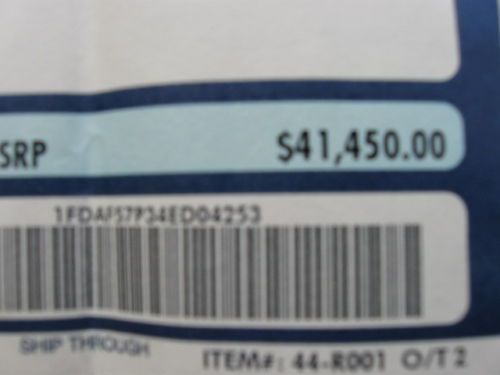 SRP $41,450.00
1FDAF57P34ED04253
SHIP THROUGH
ITEM#: 44-R001 O/T 2